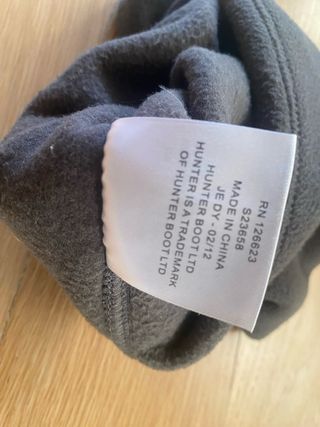 RN 126623
S23658
MADE IN CHINA
JE DY - 02/12
HUNTER BOOT LTD
HUNTER IS A TRADEMARK
OF HUNTER BOOT LTD